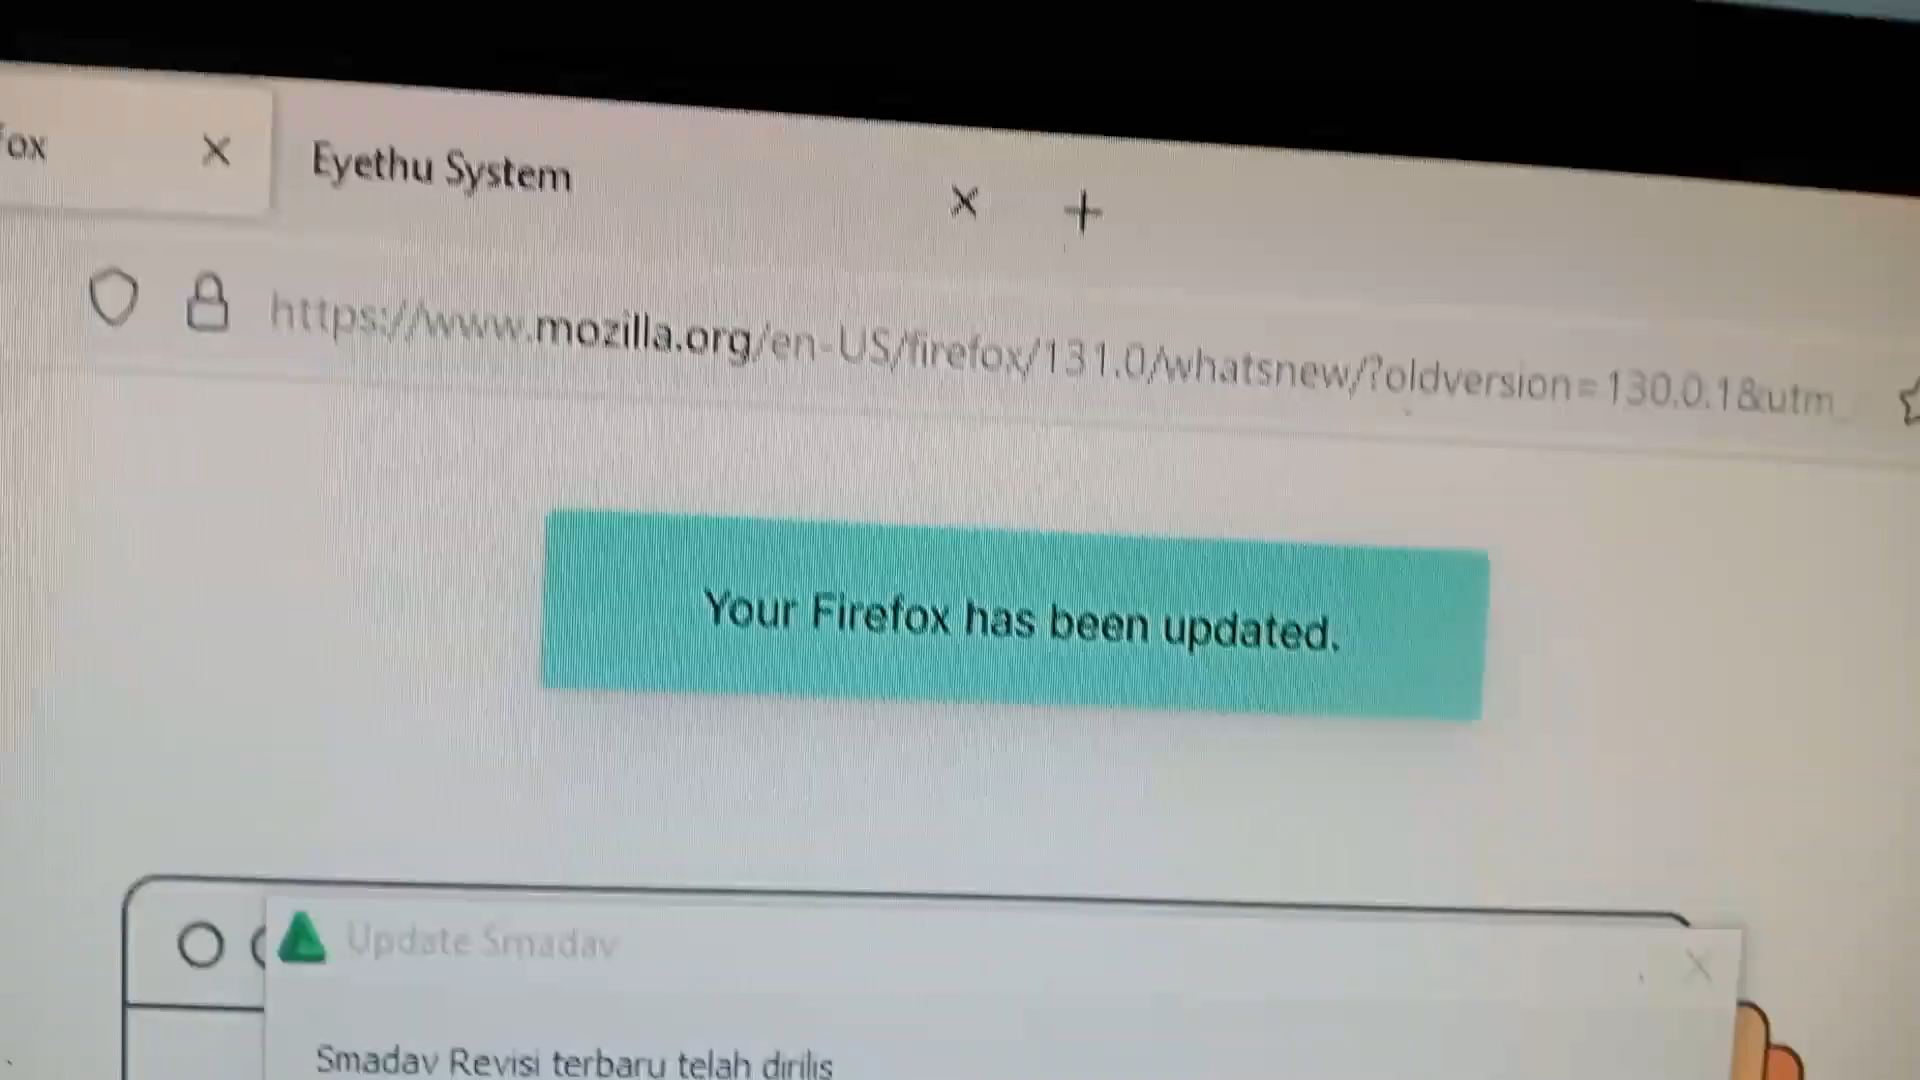 fox
Eyethu System
https://www.mozilla.org/en-US/firefox/131.0/whatsnew/?oldversion=130.0.1&utm
Your Firefox has been updated.
Update Smadav
Smadav Revisi terbaru telah dirilis